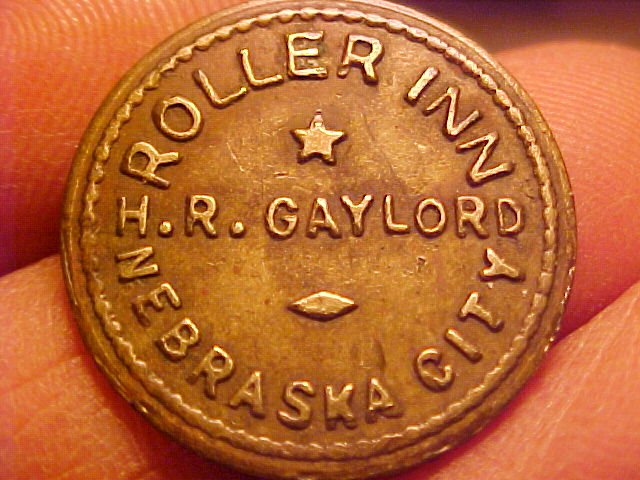 ROLLER INN
H.R. GAYLORD
NEBRASKA CITY